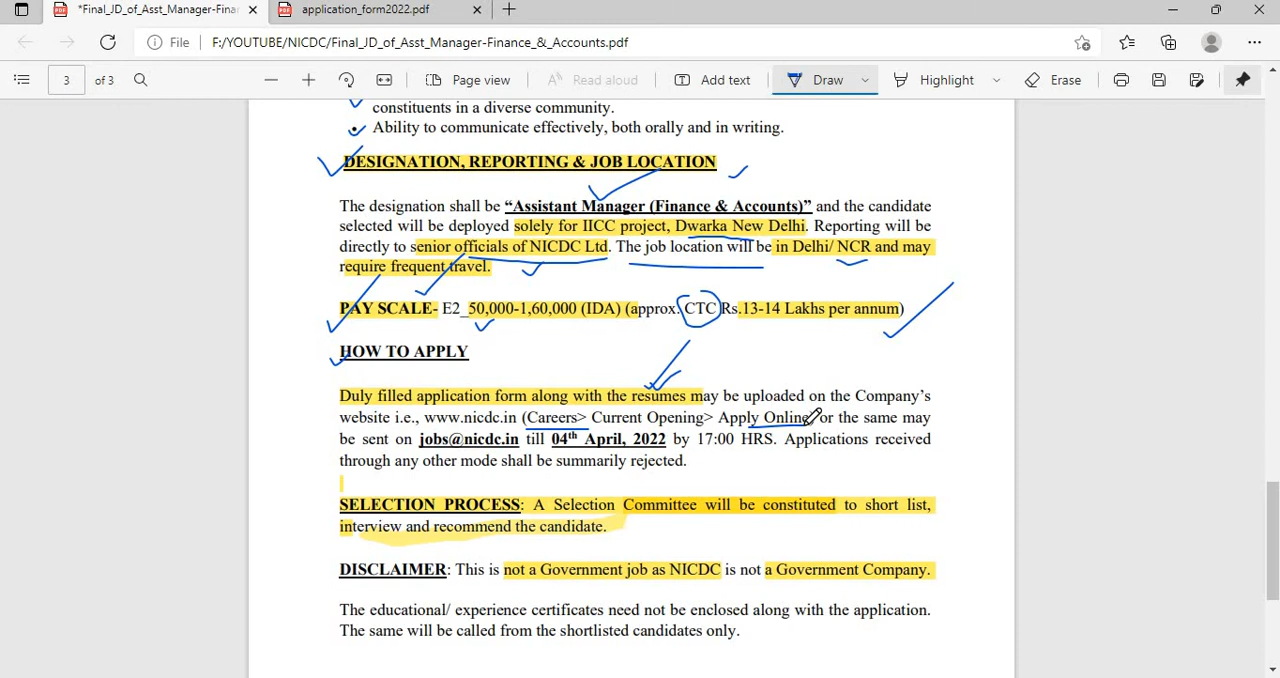 *Final_JD_of_Asst_Manager-Finan
application_form2022.pdf
File
F:/YOUTUBE/NICDC/Final_JD_of_Asst_Manager-Finance_&_Accounts.pdf
3 of 3
Page view
Read aloud
Add text
Draw
Highlight
Erase
constituents in a diverse community.
• Ability to communicate effectively, both orally and in writing.
DESIGNATION, REPORTING & JOB LOCATION
The designation shall be “Assistant Manager (Finance & Accounts)” and the candidate
selected will be deployed solely for IICC project, Dwarka New Delhi. Reporting will be
directly to senior officials of NICDC Ltd. The job location will be in Delhi/ NCR and may
require frequent travel.
PAY SCALE- E2_50,000-1,60,000 (IDA) (approx. CTC Rs.13-14 Lakhs per annum)
HOW TO APPLY
Duly filled application form along with the resumes may be uploaded on the Company’s
website i.e., www.nicdc.in (Careers> Current Opening> Apply Online or the same may
be sent on jobs@nicdc.in till 04th April, 2022 by 17:00 HRS. Applications received
through any other mode shall be summarily rejected.
SELECTION PROCESS: A Selection Committee will be constituted to short list,
interview and recommend the candidate.
DISCLAIMER: This is not a Government job as NICDC is not a Government Company.
The educational/ experience certificates need not be enclosed along with the application.
The same will be called from the shortlisted candidates only.